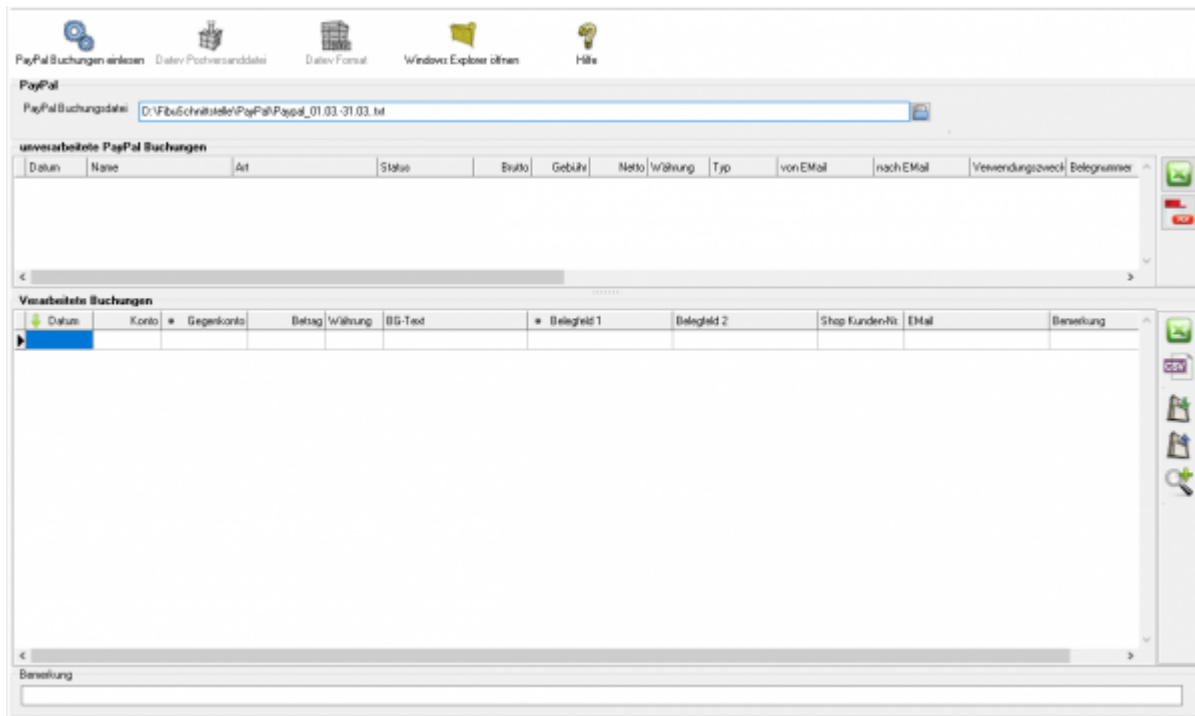 PayPal Buchungen einlesen Datev Postversanddatei Datev Format Windows Explorer öffnen Hilfe
PayPal
PayPal Buchungsdatei D:\FibuSchnittstelle\PayPal\Paypal_01.03.-31.03..txt
unverarbeitete PayPal Buchungen
Datum Name Art Status Brutto Gebühr Netto Währung Typ von EMail nach EMail Verwendungszweck Belegnummer
PDF
Verarbeitete Buchungen
Datum Konto Gegenkonto Betrag Währung BG-Text Belegfeld 1 Belegfeld 2 Shop Kunden-Nr. EMail Bemerkung
CSV
Bemerkung